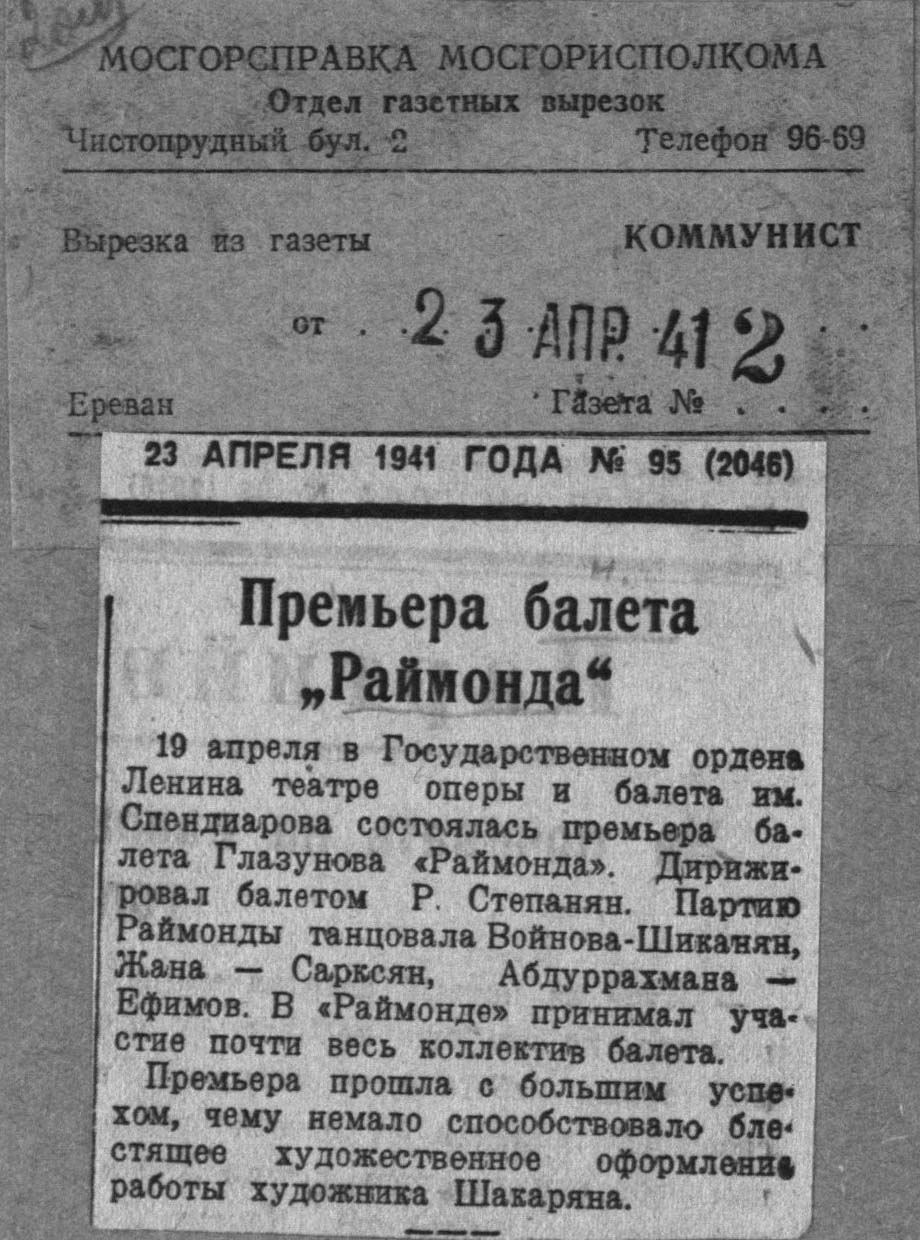 МОСГОРСПРАВКА МОСГОРИСПОЛКОМА
Отдел газетных вырезок
Чистопрудный бул. 2 Телефон 96-69
Вырезка из газеты КОММУНИСТ
от . . 2 3 АПР. 41 2 . .
Ереван Газета № . . . .
23 АПРЕЛЯ 1941 ГОДА № 95 (2046)
Премьера балета
„Раймонда“
19 апреля в Государственном ордена
Ленина театре оперы и балета им.
Спендиарова состоялась премьера ба-
лета Глазунова «Раймонда». Дирижи-
ровал балетом Р. Степанян. Партию
Раймонды танцовала Войнова-Шиканян,
Жана — Сарксян, Абдуррахмана —
Ефимов. В «Раймонде» принимал уча-
стие почти весь коллектив балета.
Премьера прошла с большим успе-
хом, чему немало способствовало бле-
стящее художественное оформление
работы художника Шакаряна.